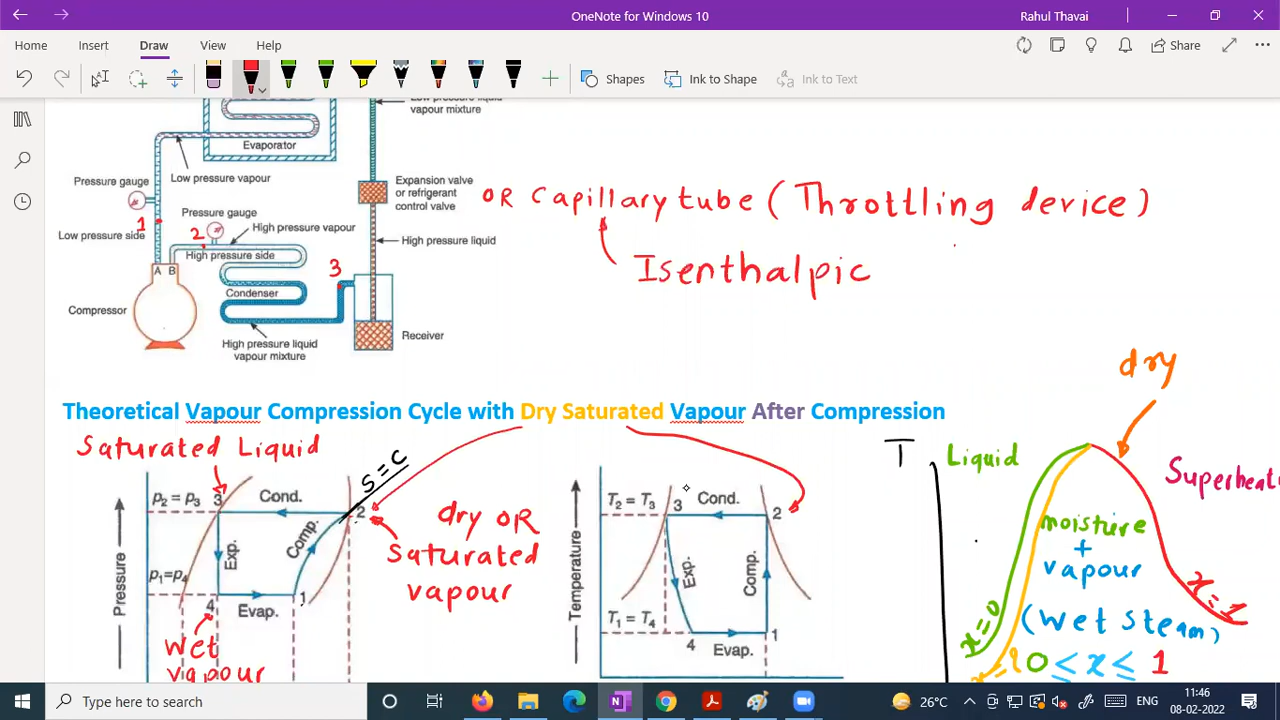 OneNote for Windows 10
Rahul Thavai
Home Insert Draw View Help
Share
Shapes
Ink to Shape
Ink to Text
Low pressure liquid
vapour mixture
Evaporator
Pressure gauge
Low pressure vapour
Expansion valve
or refrigerant
control valve
OR Capillary tube (Throttling device)
Isenthalpic
1
Pressure gauge
2
High pressure vapour
Low pressure side
High pressure side
High pressure liquid
3
A B
Condenser
Compressor
Receiver
High pressure liquid
vapour mixture
dry
Theoretical Vapour Compression Cycle with Dry Saturated Vapour After Compression
Saturated Liquid
S = C
p2 = p3
3
Cond.
2
Pressure
Exp.
Comp.
p1 = p4
4
Evap.
1
Wet
vapour
dry OR
Saturated
vapour
T2 = T3
3
Cond.
2
Temperature
Exp.
Comp.
T1 = T4
4
Evap.
1
T
Liquid
Superheat
moisture
+
vapour
(Wet steam)
x=0
x=1
0 ≤ x ≤ 1
Type here to search
26°C
ENG
11:46
08-02-2022